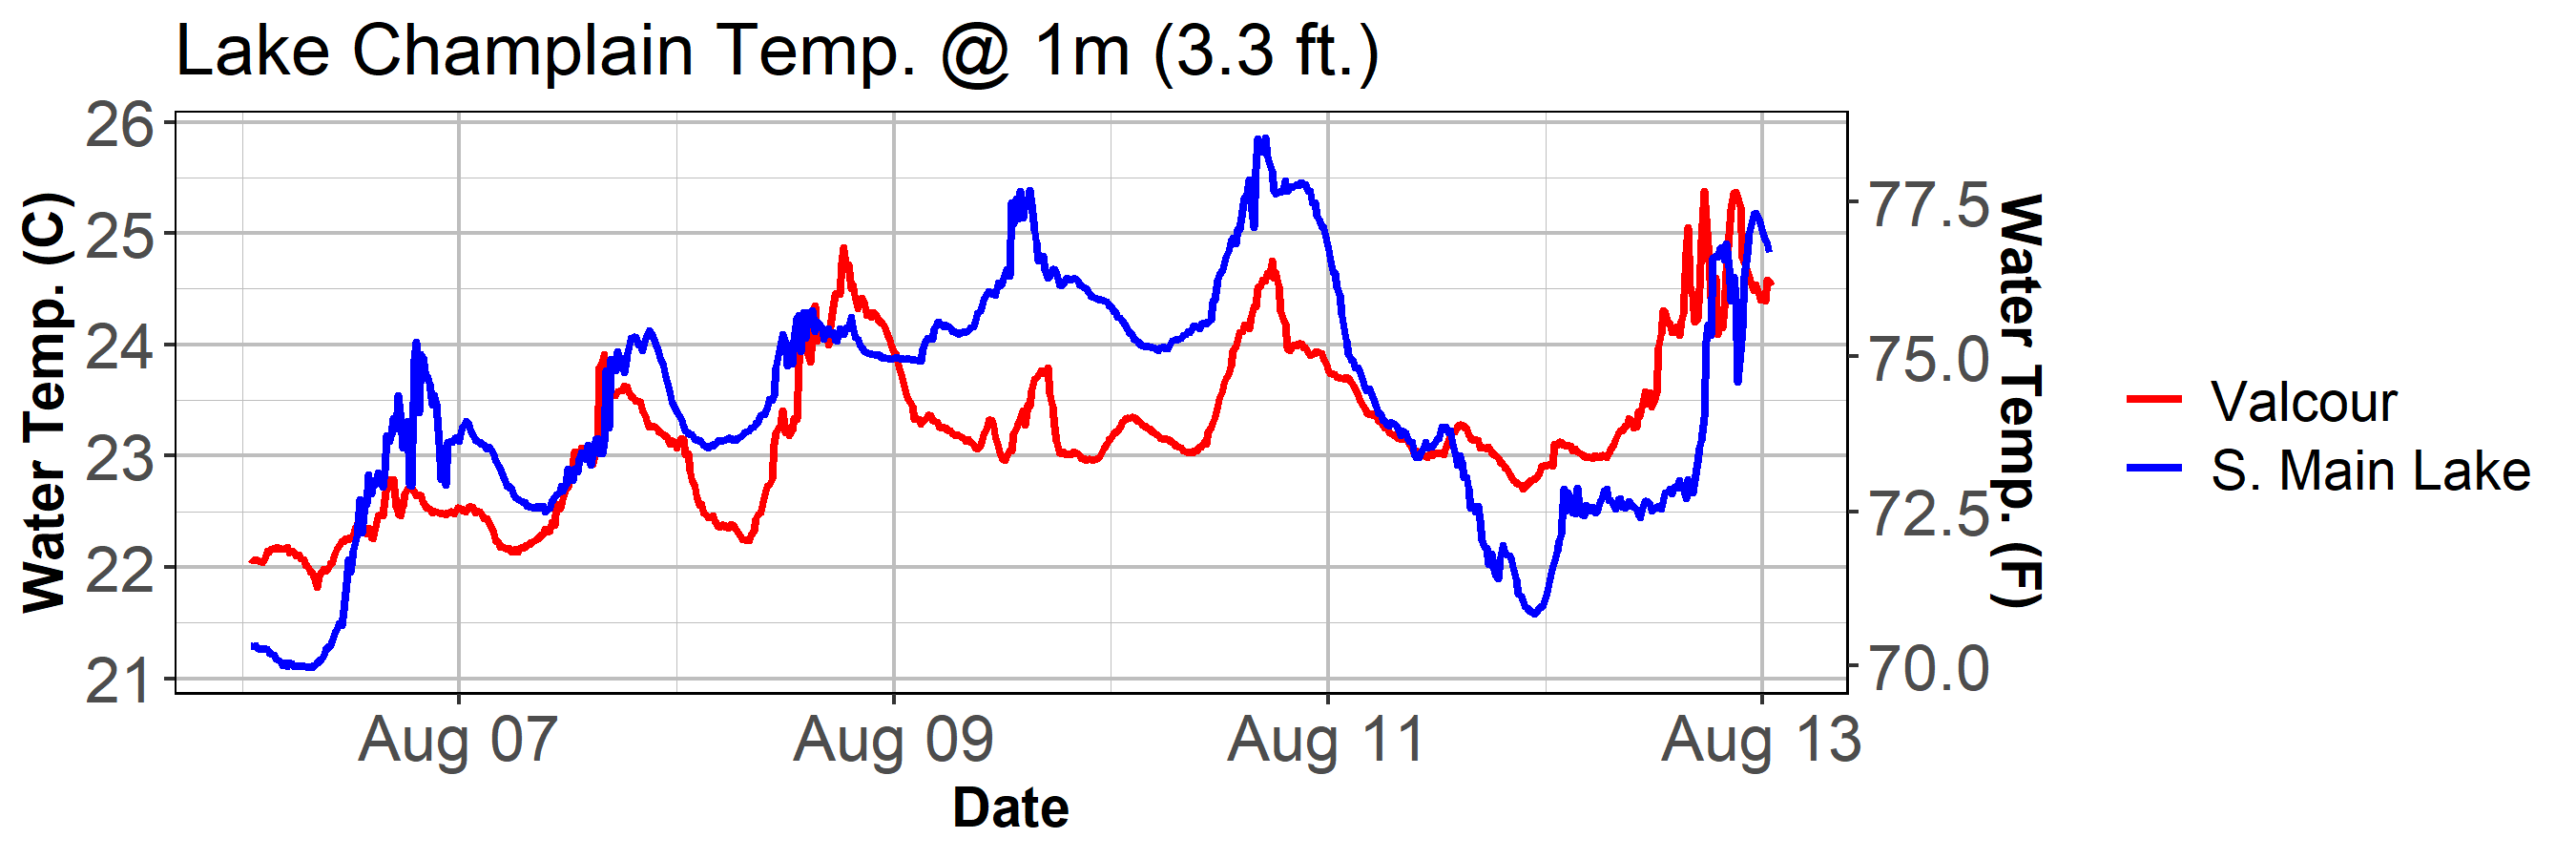 Lake Champlain Temp. @ 1m (3.3 ft.)
Water Temp. (C)
26
25
24
23
22
21
77.5
75.0
72.5
70.0
Water Temp. (F)
Aug 07
Aug 09
Aug 11
Aug 13
Date
Valcour
S. Main Lake